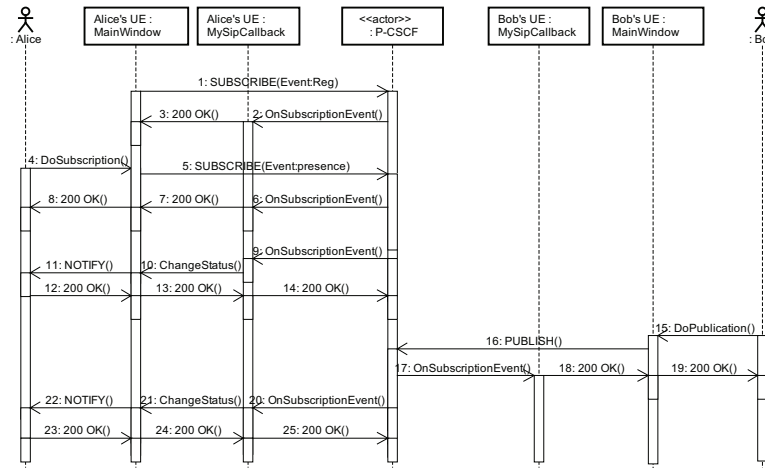 Alice's UE :
MainWindow
Alice's UE :
MySipCallback
<<actor>>
: P-CSCF
Bob's UE :
MySipCallback
Bob's UE :
MainWindow
: Alice
: Bo
1: SUBSCRIBE(Event:Reg)
3: 200 OK()
2: OnSubscriptionEvent()
4: DoSubscription()
5: SUBSCRIBE(Event:presence)
8: 200 OK()
7: 200 OK()
6: OnSubscriptionEvent()
9: OnSubscriptionEvent()
11: NOTIFY()
10: ChangeStatus()
12: 200 OK()
13: 200 OK()
14: 200 OK()
15: DoPublication()
16: PUBLISH()
17: OnSubscriptionEvent()
18: 200 OK()
19: 200 OK()
22: NOTIFY()
21: ChangeStatus()
20: OnSubscriptionEvent()
23: 200 OK()
24: 200 OK()
25: 200 OK()